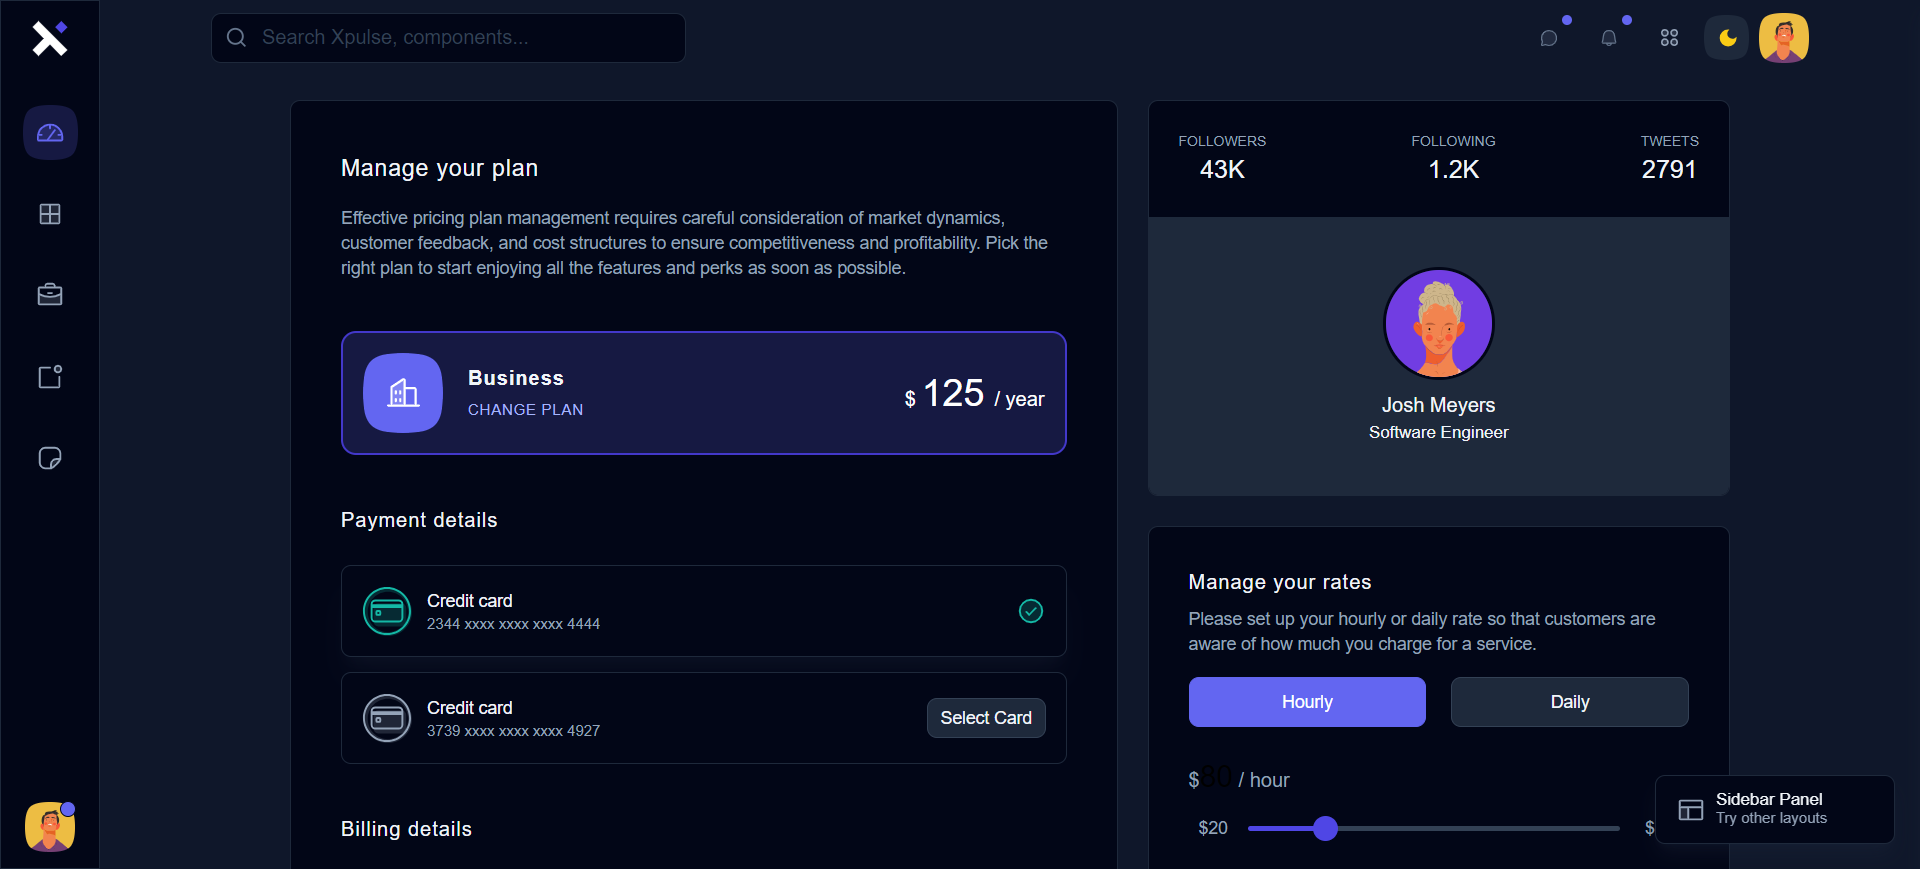 Search Xpulse, components...
Manage your plan
Effective pricing plan management requires careful consideration of market dynamics,
customer feedback, and cost structures to ensure competitiveness and profitability. Pick the
right plan to start enjoying all the features and perks as soon as possible.
Business
CHANGE PLAN
$ 125 / year
Payment details
Credit card
2344 xxxx xxxx xxxx 4444
Credit card
3739 xxxx xxxx xxxx 4927
Select Card
Billing details
FOLLOWERS
43K
FOLLOWING
1.2K
TWEETS
2791
Josh Meyers
Software Engineer
Manage your rates
Please set up your hourly or daily rate so that customers are
aware of how much you charge for a service.
Hourly
Daily
$80 / hour
$20
$
Sidebar Panel
Try other layouts